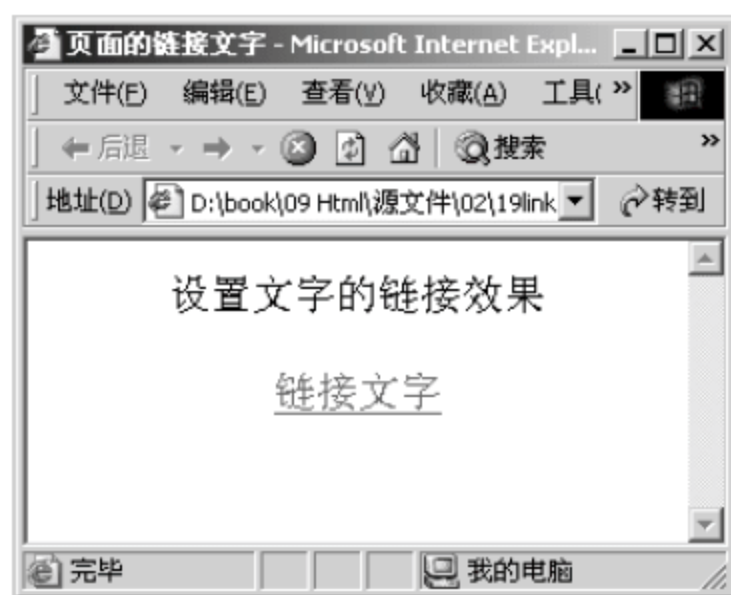 页面的链接文字 - Microsoft Internet Expl...
文件(F) 编辑(E) 查看(V) 收藏(A) 工具( »
后退 搜索 »
地址(D) D:\book\09 Html\源文件\02\19link 转到
设置文字的链接效果
链接文字
完毕 我的电脑